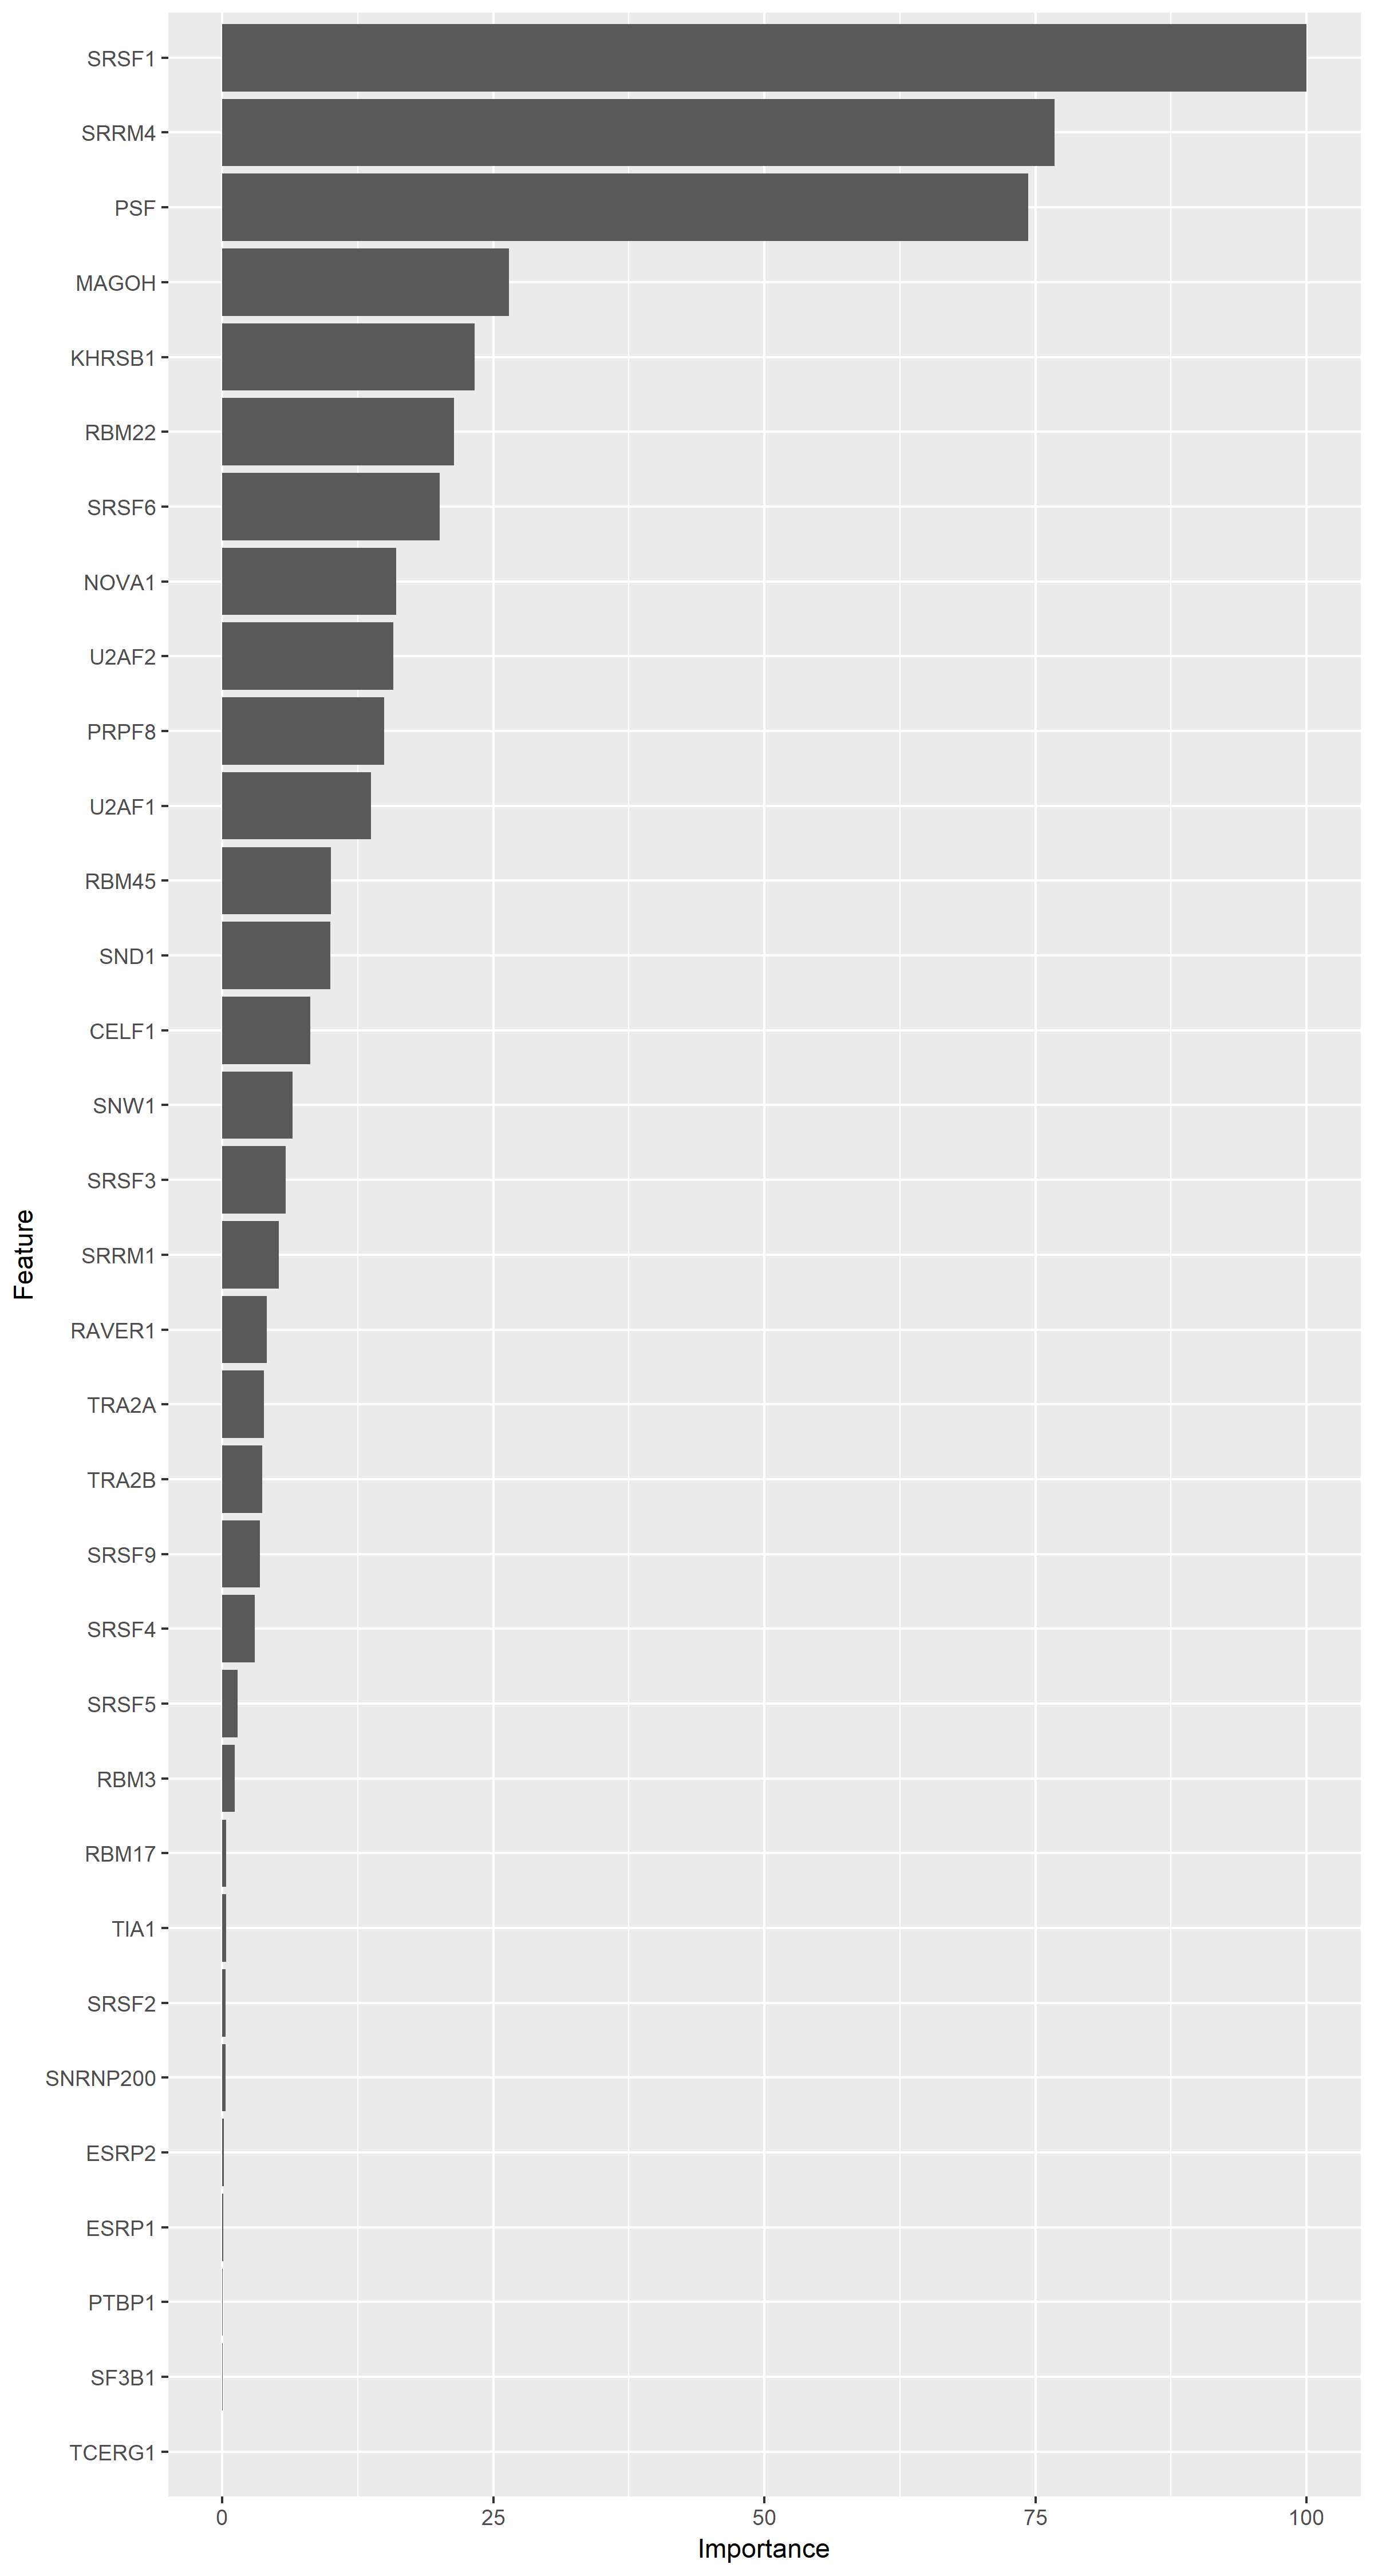 SRSF1
SRRM4
PSF
MAGOH
KHRSB1
RBM22
SRSF6
NOVA1
U2AF2
PRPF8
U2AF1
RBM45
SND1
CELF1
SNW1
SRSF3
SRRM1
RAVER1
TRA2A
TRA2B
SRSF9
SRSF4
SRSF5
RBM3
RBM17
TIA1
SRSF2
SNRNP200
ESRP2
ESRP1
PTBP1
SF3B1
TCERG1
Feature
0 25 50 75 100
Importance